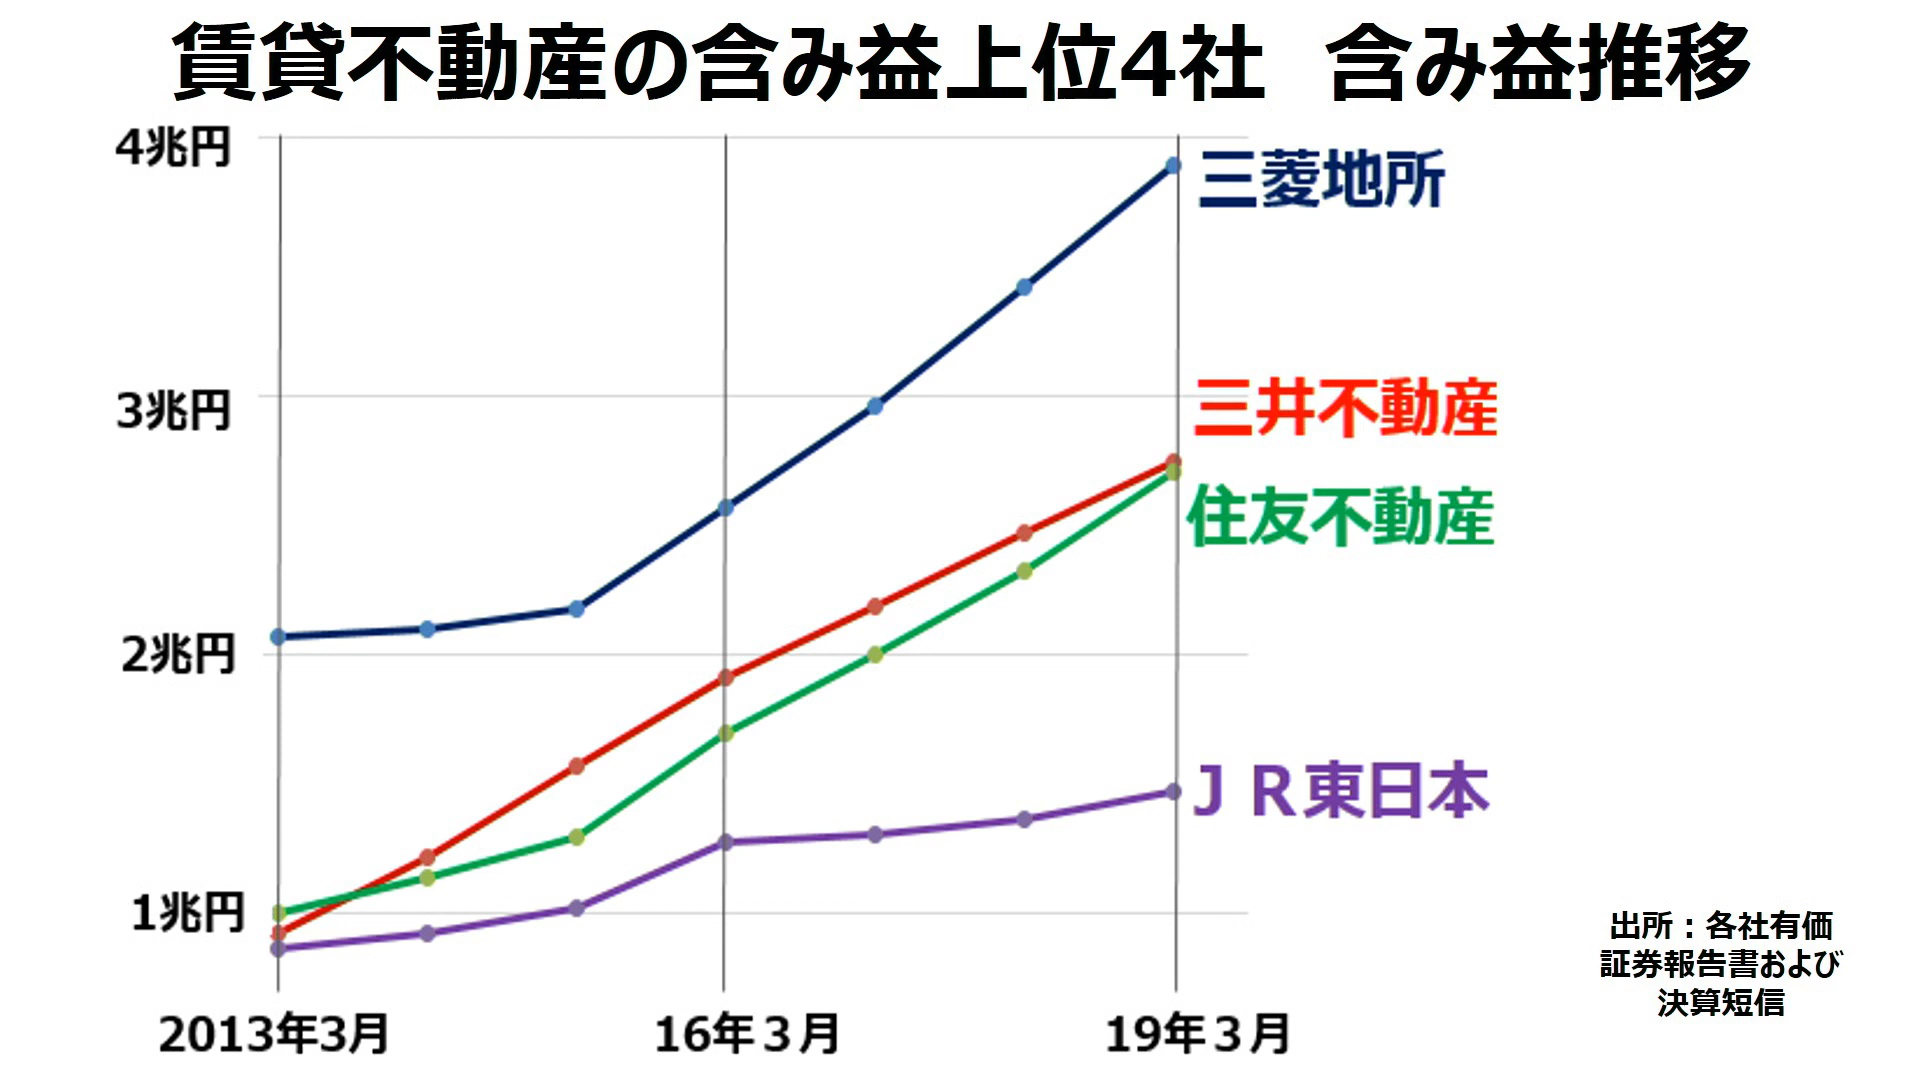 賃貸不動産の含み益上位4社　含み益推移
4兆円
3兆円
2兆円
1兆円
三菱地所
三井不動産
住友不動産
ＪＲ東日本
2013年3月
16年３月
19年３月
出所：各社有価
証券報告書および
決算短信